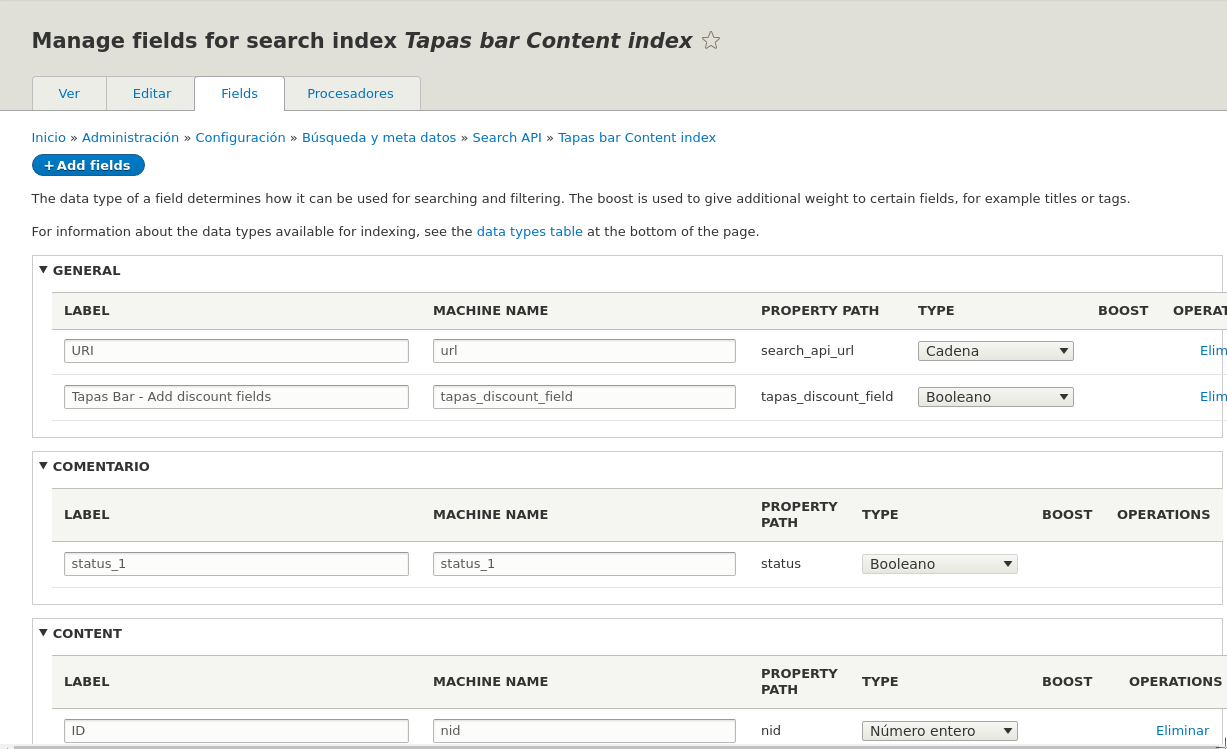 Manage fields for search index Tapas bar Content index
Ver Editar Fields Procesadores
Inicio » Administración » Configuración » Búsqueda y meta datos » Search API » Tapas bar Content index
+ Add fields
The data type of a field determines how it can be used for searching and filtering. The boost is used to give additional weight to certain fields, for example titles or tags.
For information about the data types available for indexing, see the data types table at the bottom of the page.
▼ GENERAL
LABEL MACHINE NAME PROPERTY PATH TYPE BOOST OPERAT
URI url search_api_url Cadena Elim
Tapas Bar - Add discount fields tapas_discount_field tapas_discount_field Booleano Elim
▼ COMENTARIO
LABEL MACHINE NAME PROPERTY PATH TYPE BOOST OPERATIONS
status_1 status_1 status Booleano
▼ CONTENT
LABEL MACHINE NAME PROPERTY PATH TYPE BOOST OPERATIONS
ID nid nid Número entero Eliminar